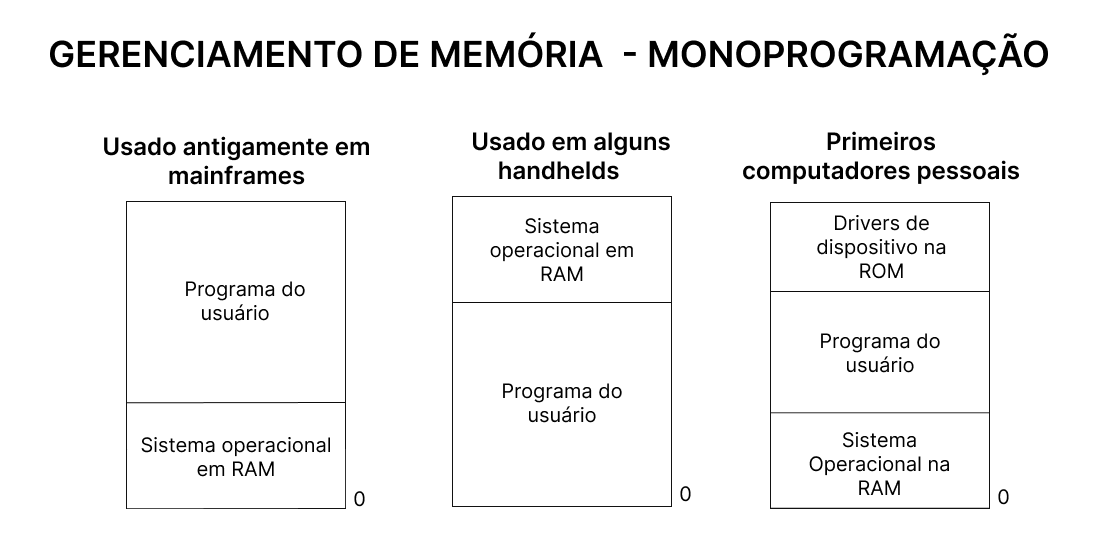 GERENCIAMENTO DE MEMÓRIA - MONOPROGRAMAÇÃO
Usado antigamente em
mainframes
Programa do
usuário
Sistema operacional
em RAM
0
Usado em alguns
handhelds
Sistema
operacional em
RAM
Programa do
usuário
0
Primeiros
computadores pessoais
Drivers de
dispositivo na
ROM
Programa do
usuário
Sistema
Operacional na
RAM
0